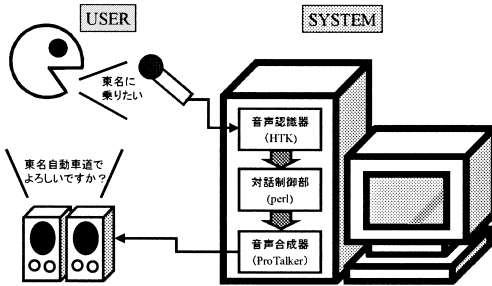 USER
SYSTEM
東名に
乗りたい
音声認識器
(HTK)
対話制御部
(perl)
音声合成器
(ProTalker)
東名自動車道で
よろしいですか?